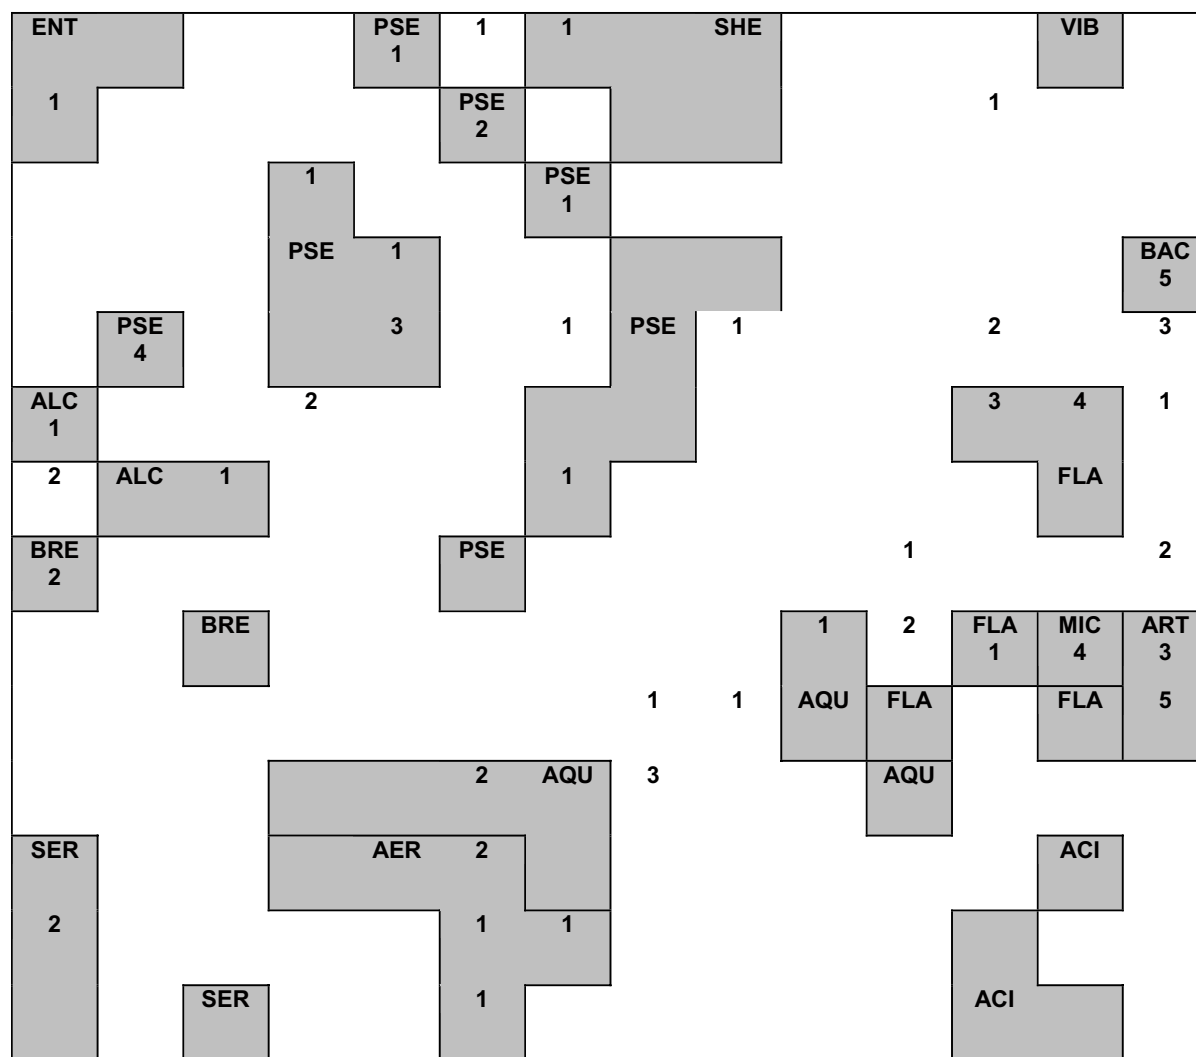 ENT PSE 1 1 SHE VIB
1
1 PSE 1
2
1 PSE
1
PSE 1 BAC
5
PSE 3 1 PSE 1 2 3
4
ALC 2 3 4 1
1
2 ALC 1 1 FLA
BRE PSE 1 2
2
BRE 1 2 FLA MIC ART
1 4 3
1 1 AQU FLA FLA 5
2 AQU 3 AQU
SER AER 2 ACI
2 1 1
SER 1 ACI